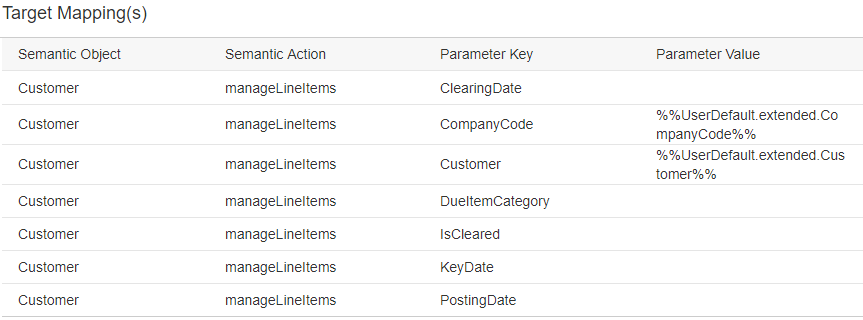 Target Mapping(s)
Semantic Object Semantic Action Parameter Key Parameter Value
Customer manageLineItems ClearingDate
Customer manageLineItems CompanyCode %%UserDefault.extended.Co
mpanyCode%%
Customer manageLineItems Customer %%UserDefault.extended.Cus
tomer%%
Customer manageLineItems DueItemCategory
Customer manageLineItems IsCleared
Customer manageLineItems KeyDate
Customer manageLineItems PostingDate